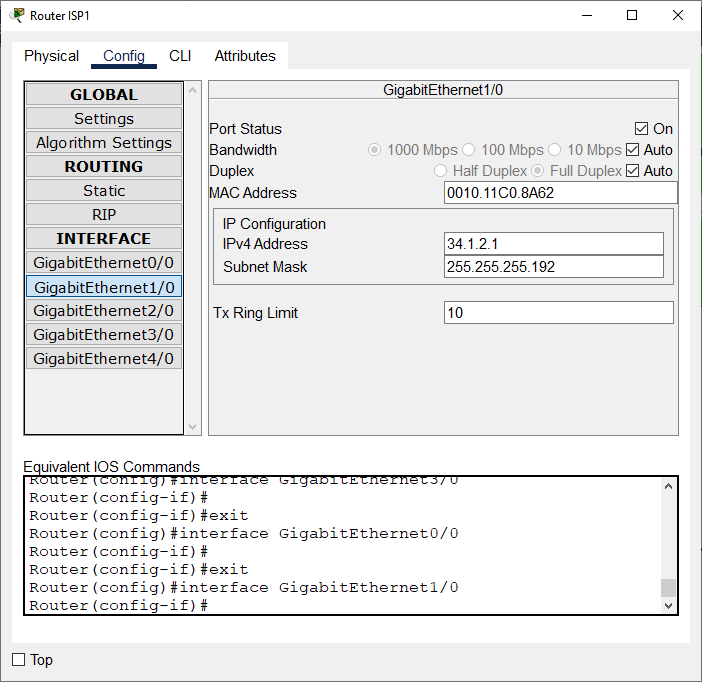 Router ISP1
Physical Config CLI Attributes
GLOBAL
Settings
Algorithm Settings
ROUTING
Static
RIP
INTERFACE
GigabitEthernet0/0
GigabitEthernet1/0
GigabitEthernet2/0
GigabitEthernet3/0
GigabitEthernet4/0
GigabitEthernet1/0
Port Status On
Bandwidth 1000 Mbps 100 Mbps 10 Mbps Auto
Duplex Half Duplex Full Duplex Auto
MAC Address 0010.11C0.8A62
IP Configuration
IPv4 Address 34.1.2.1
Subnet Mask 255.255.255.192
Tx Ring Limit 10
Equivalent IOS Commands
Router(config)#interface GigabitEthernet3/0
Router(config-if)#
Router(config-if)#exit
Router(config)#interface GigabitEthernet0/0
Router(config-if)#
Router(config-if)#exit
Router(config)#interface GigabitEthernet1/0
Router(config-if)#
Top